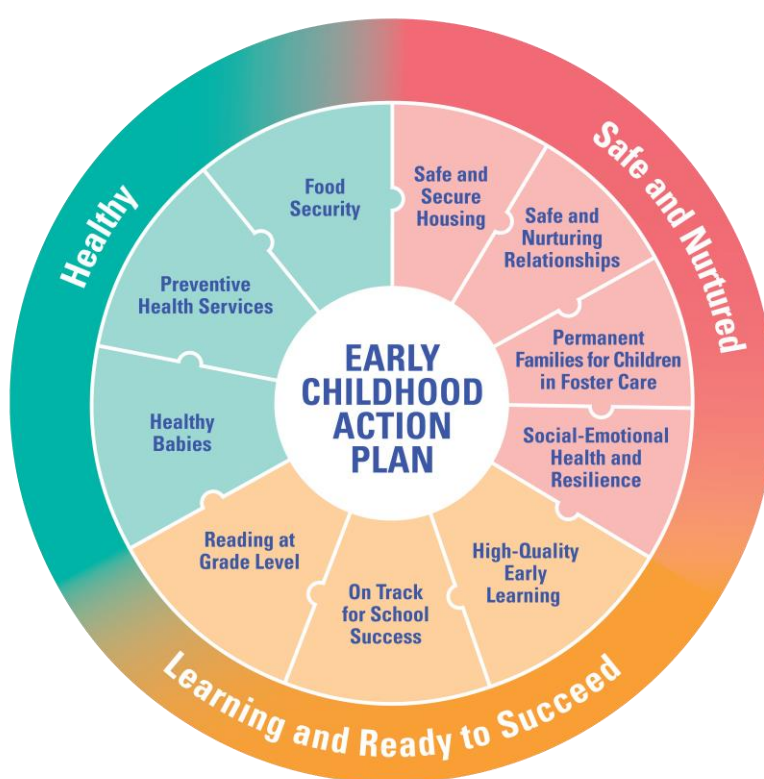 Healthy
Safe and Nurtured
Learning and Ready to Succeed
EARLY
CHILDHOOD
ACTION
PLAN
Food
Security
Safe and
Secure
Housing
Safe and
Nurturing
Relationships
Permanent
Families for Children
in Foster Care
Social-Emotional
Health and
Resilience
High-Quality
Early
Learning
On Track
for School
Success
Reading at
Grade Level
Healthy
Babies
Preventive
Health Services